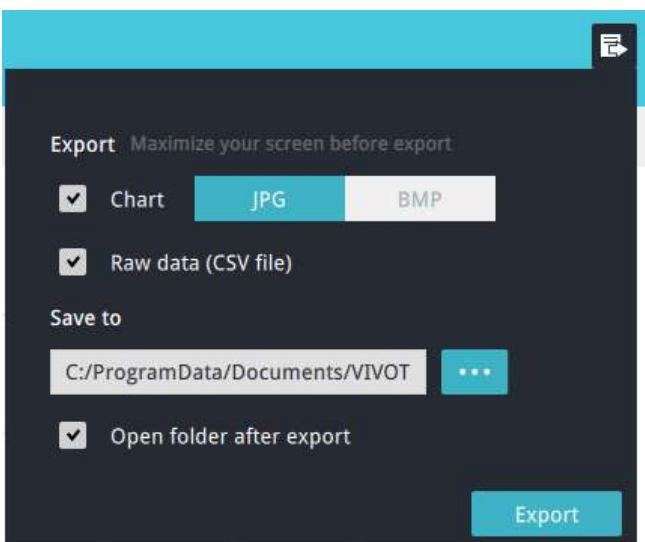 Export Maximize your screen before export
Chart JPG BMP
Raw data (CSV file)
Save to
C:/ProgramData/Documents/VIVOT
Open folder after export
Export